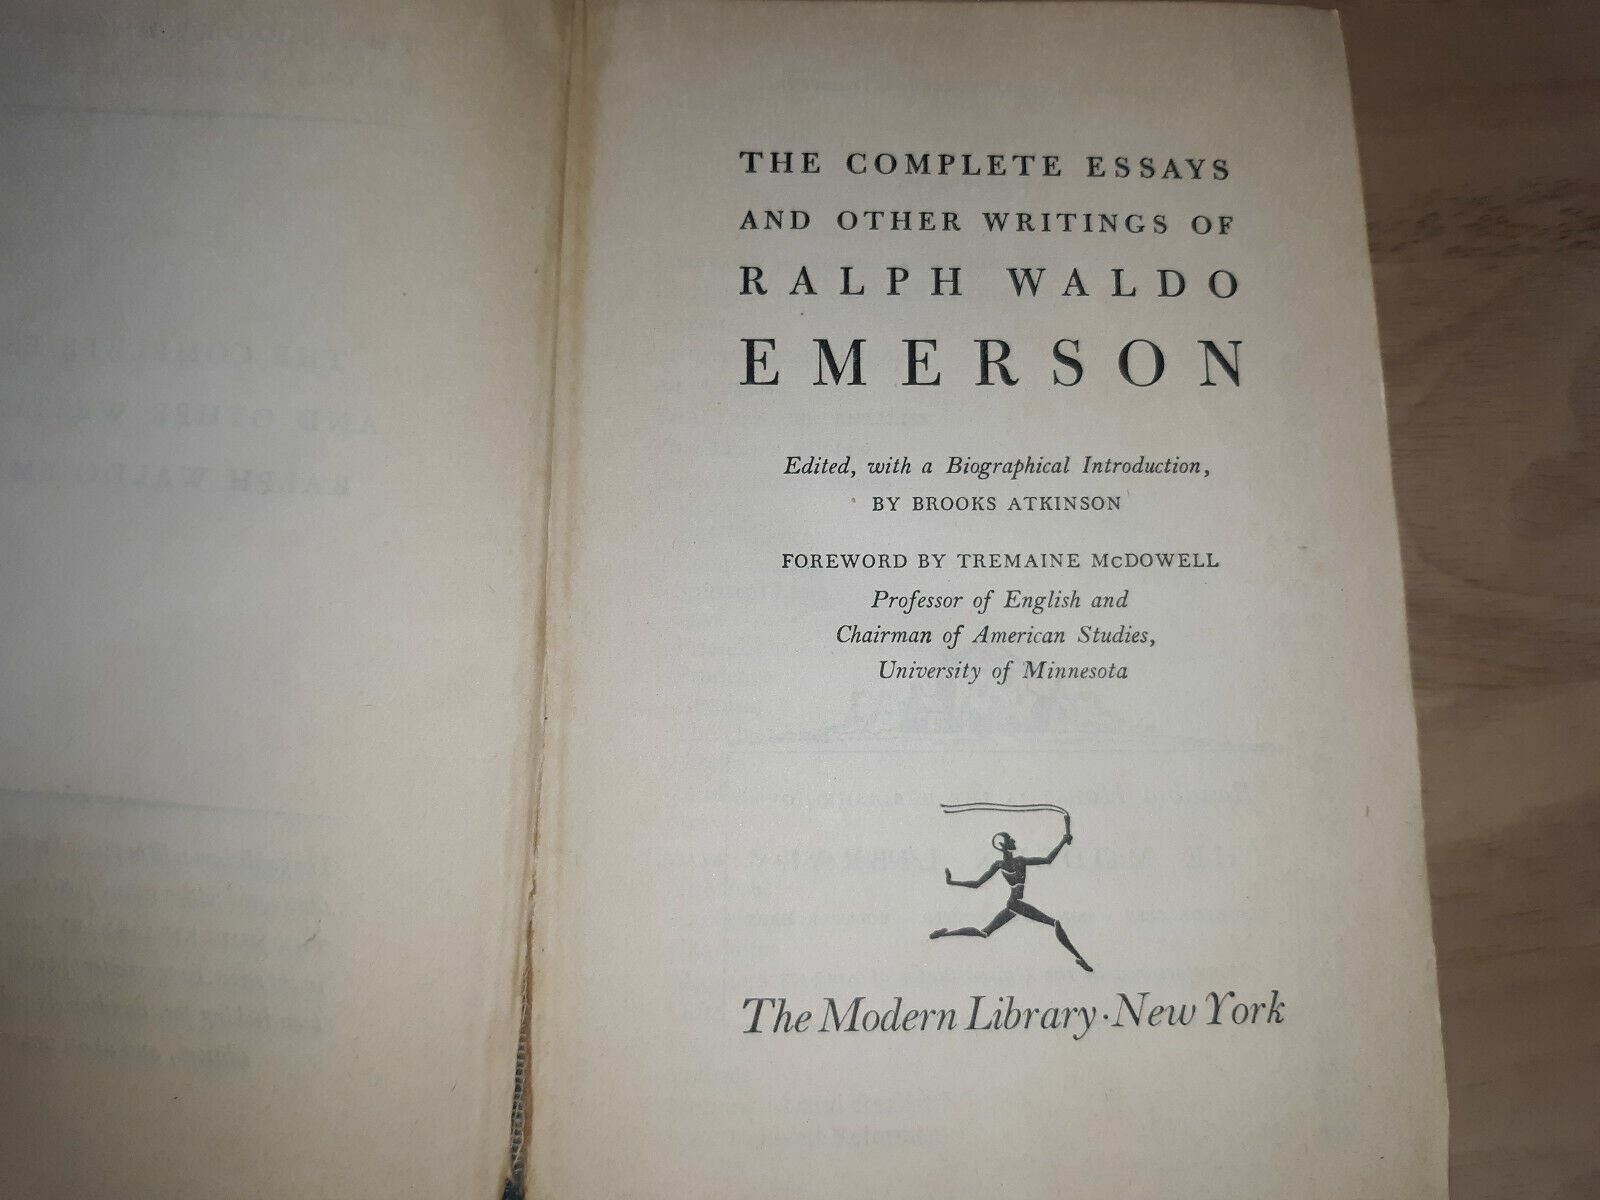 THE COMPLETE ESSAYS
AND OTHER WRITINGS OF
RALPH WALDO
EMERSON
Edited, with a Biographical Introduction,
BY BROOKS ATKINSON
FOREWORD BY TREMAINE McDOWELL
Professor of English and
Chairman of American Studies,
University of Minnesota
The Modern Library · New York